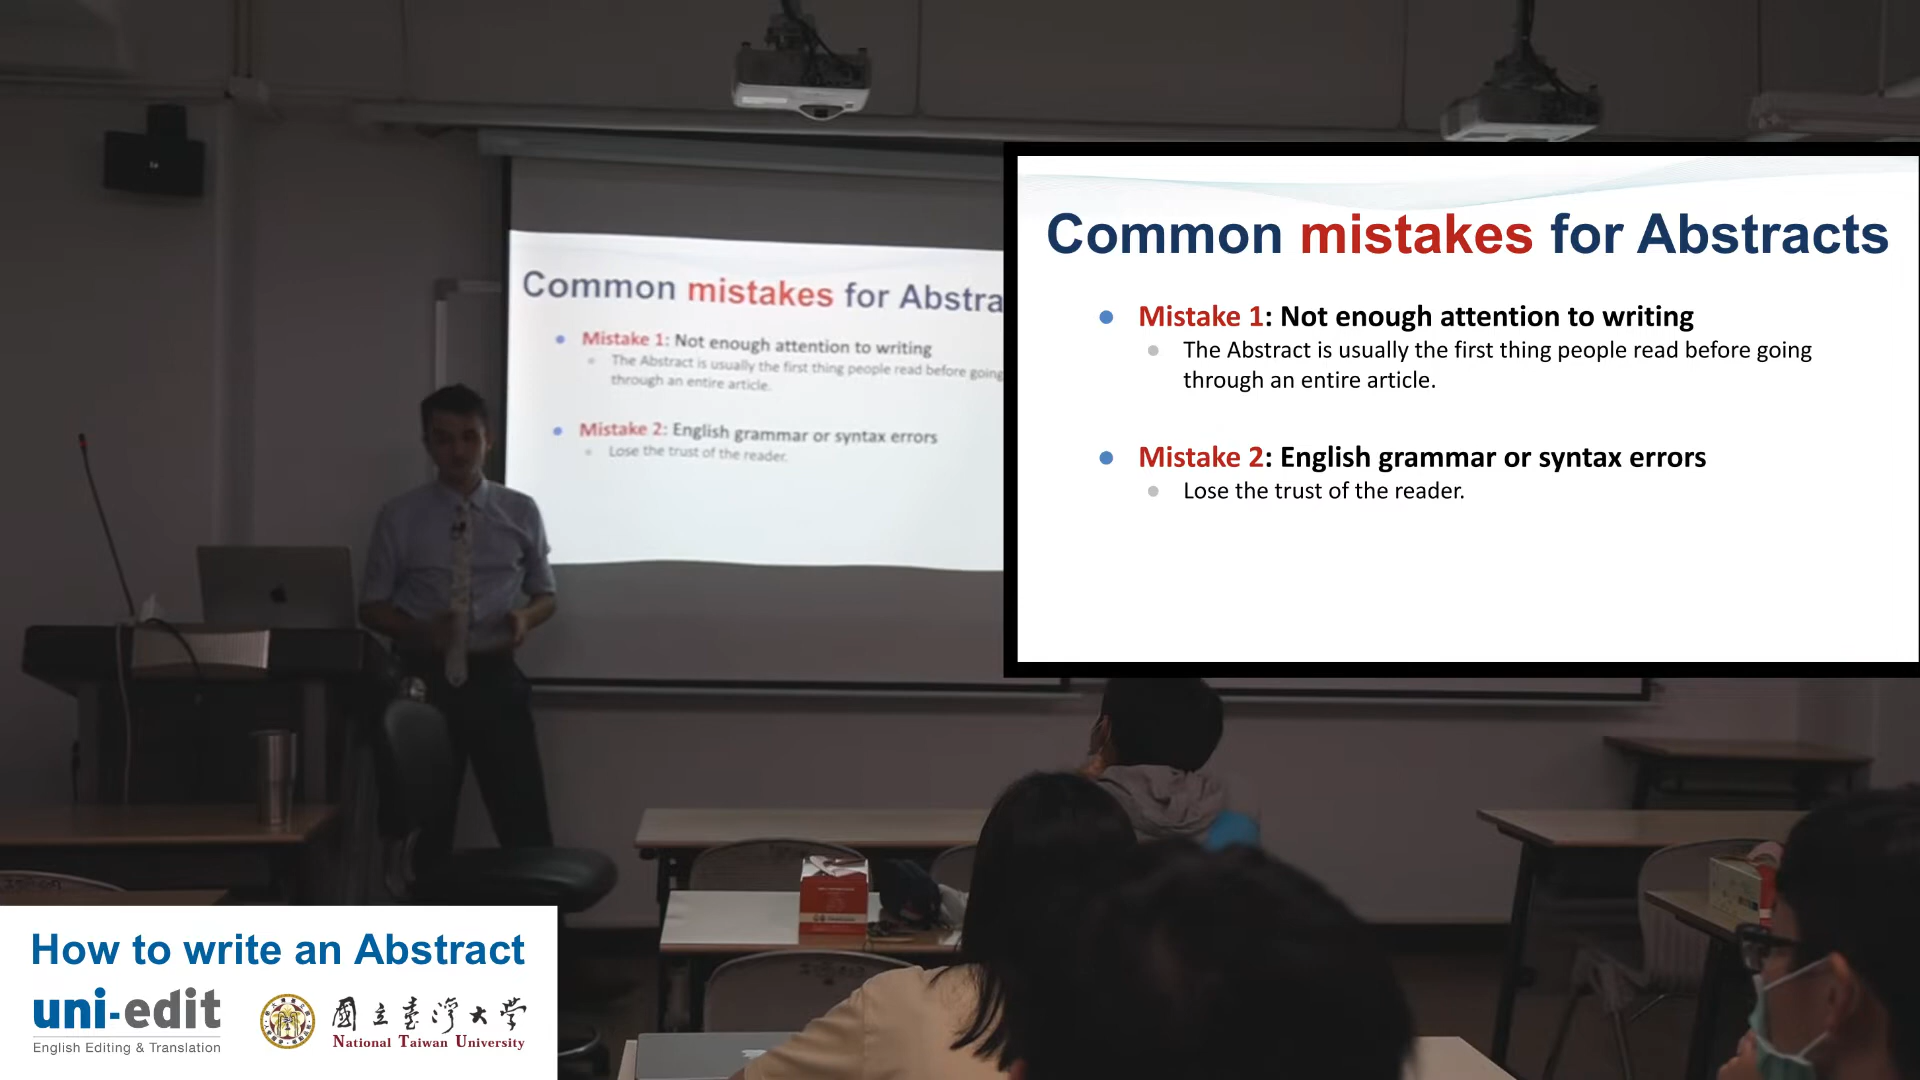 Common mistakes for Abstra
Mistake 1: Not enough attention to writing
The Abstract is usually the first thing people read before going
through an entire article.
Mistake 2: English grammar or syntax errors
Lose the trust of the reader.
Common mistakes for Abstracts
Mistake 1: Not enough attention to writing
The Abstract is usually the first thing people read before going
through an entire article.
Mistake 2: English grammar or syntax errors
Lose the trust of the reader.
How to write an Abstract
uni-edit
English Editing & Translation
國立臺灣大學
National Taiwan University